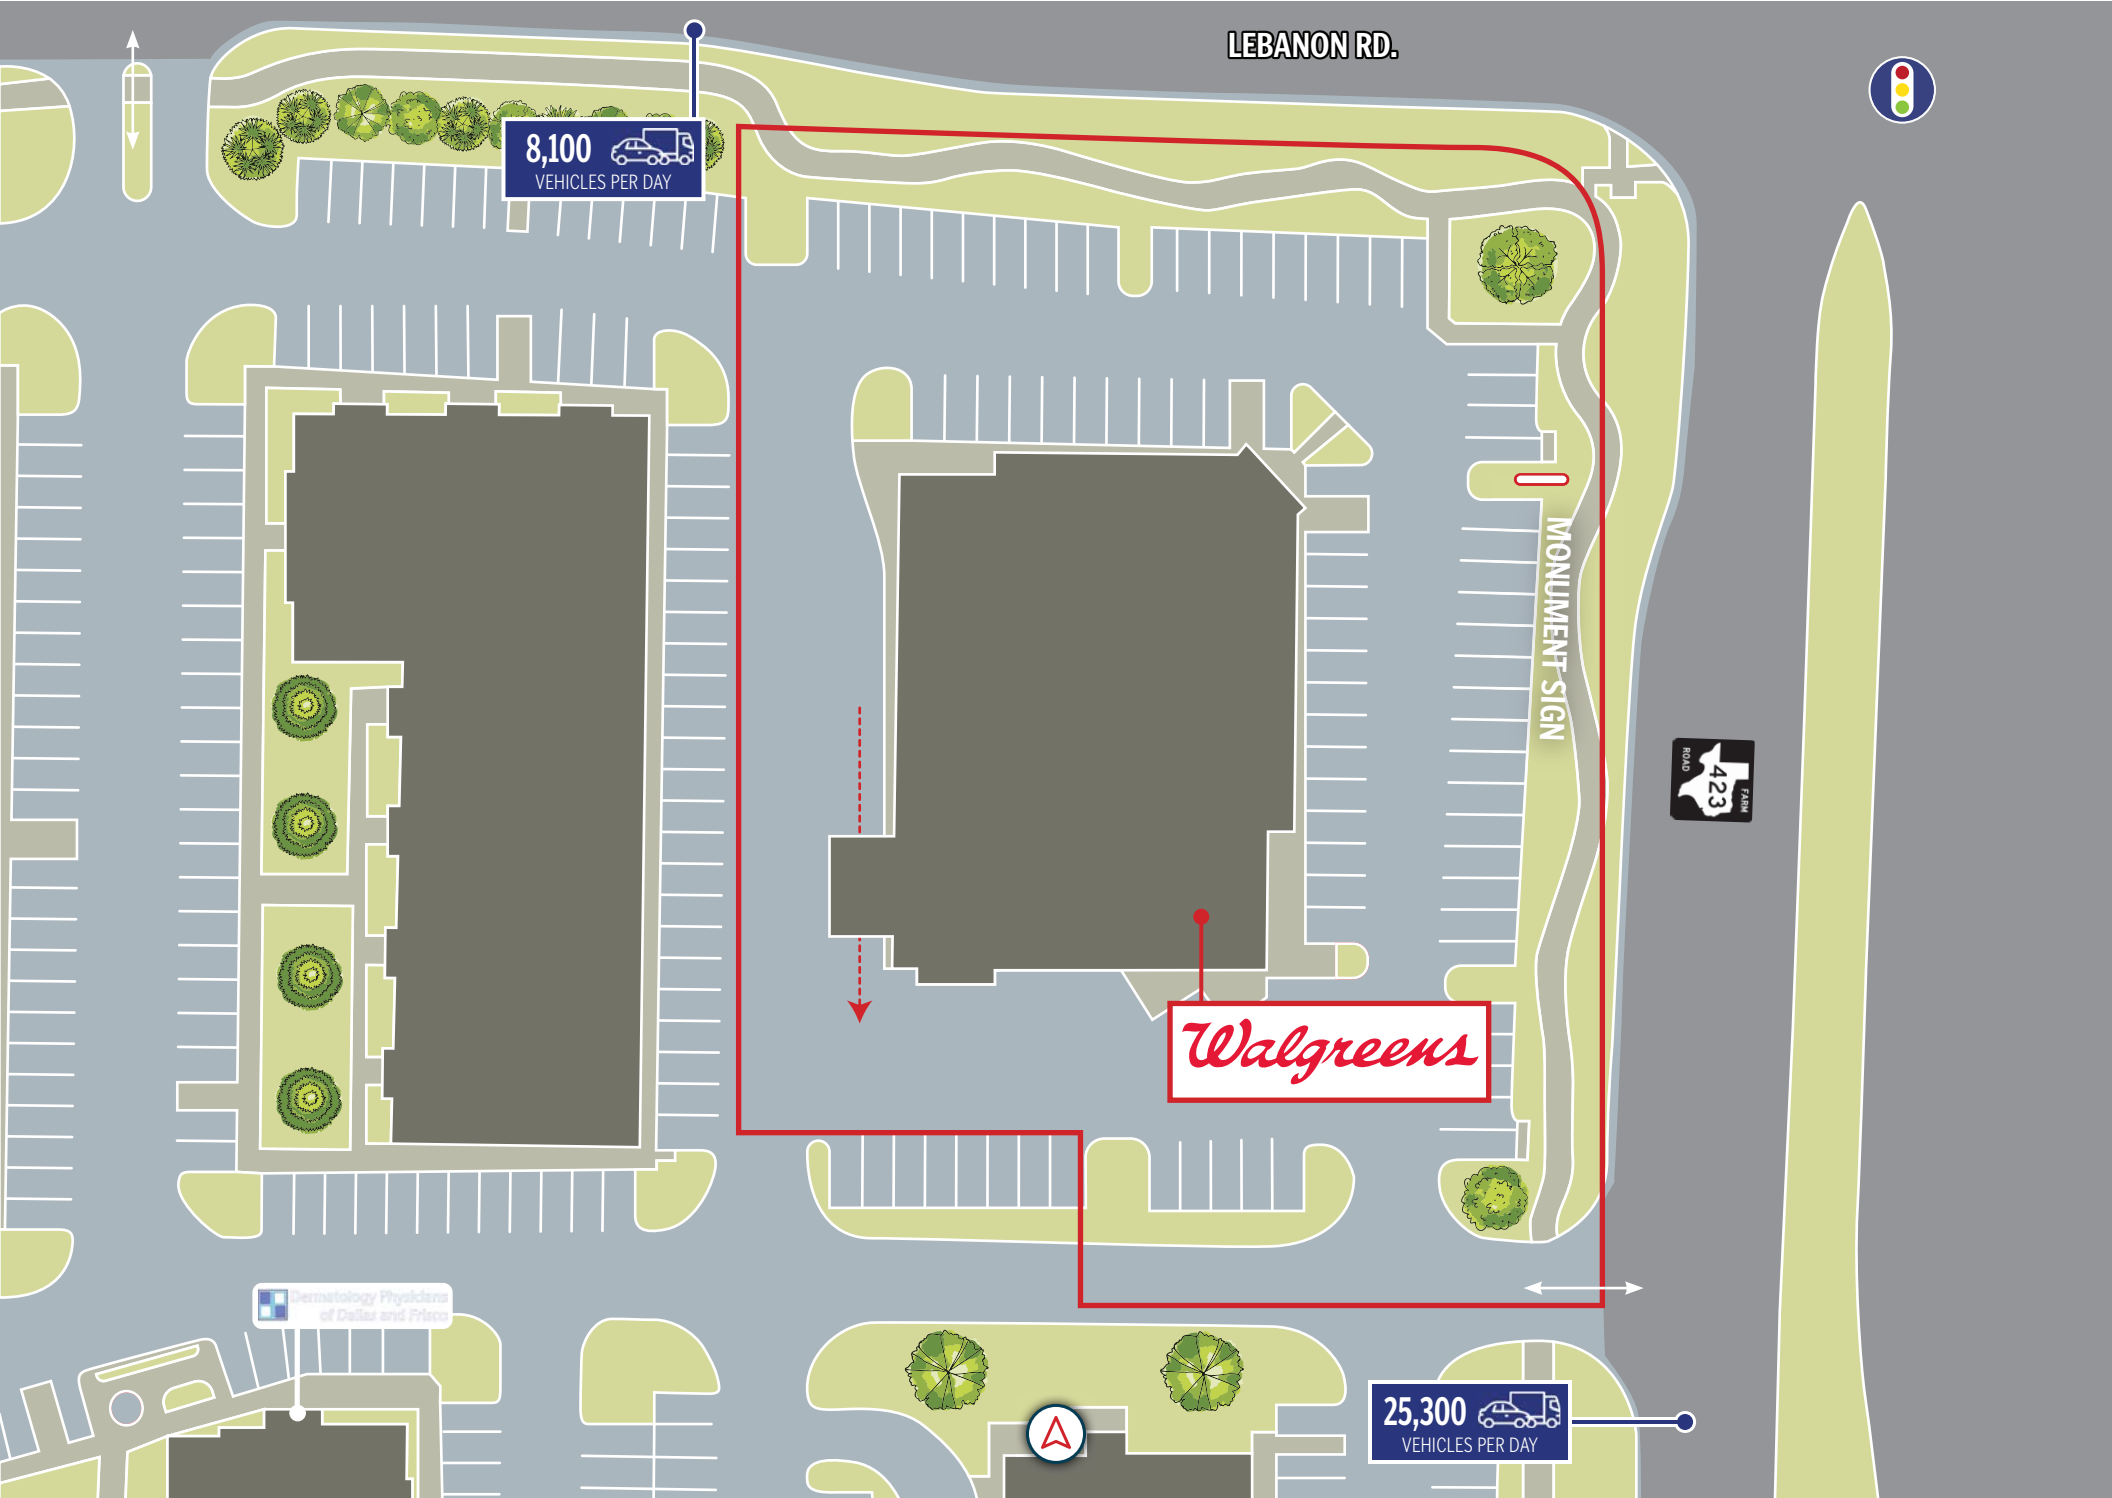 LEBANON RD.
8,100
VEHICLES PER DAY
MONUMENT SIGN
FARM
423
ROAD
Walgreens
Dermatology Physicians
of Dallas and Frisco
25,300
VEHICLES PER DAY